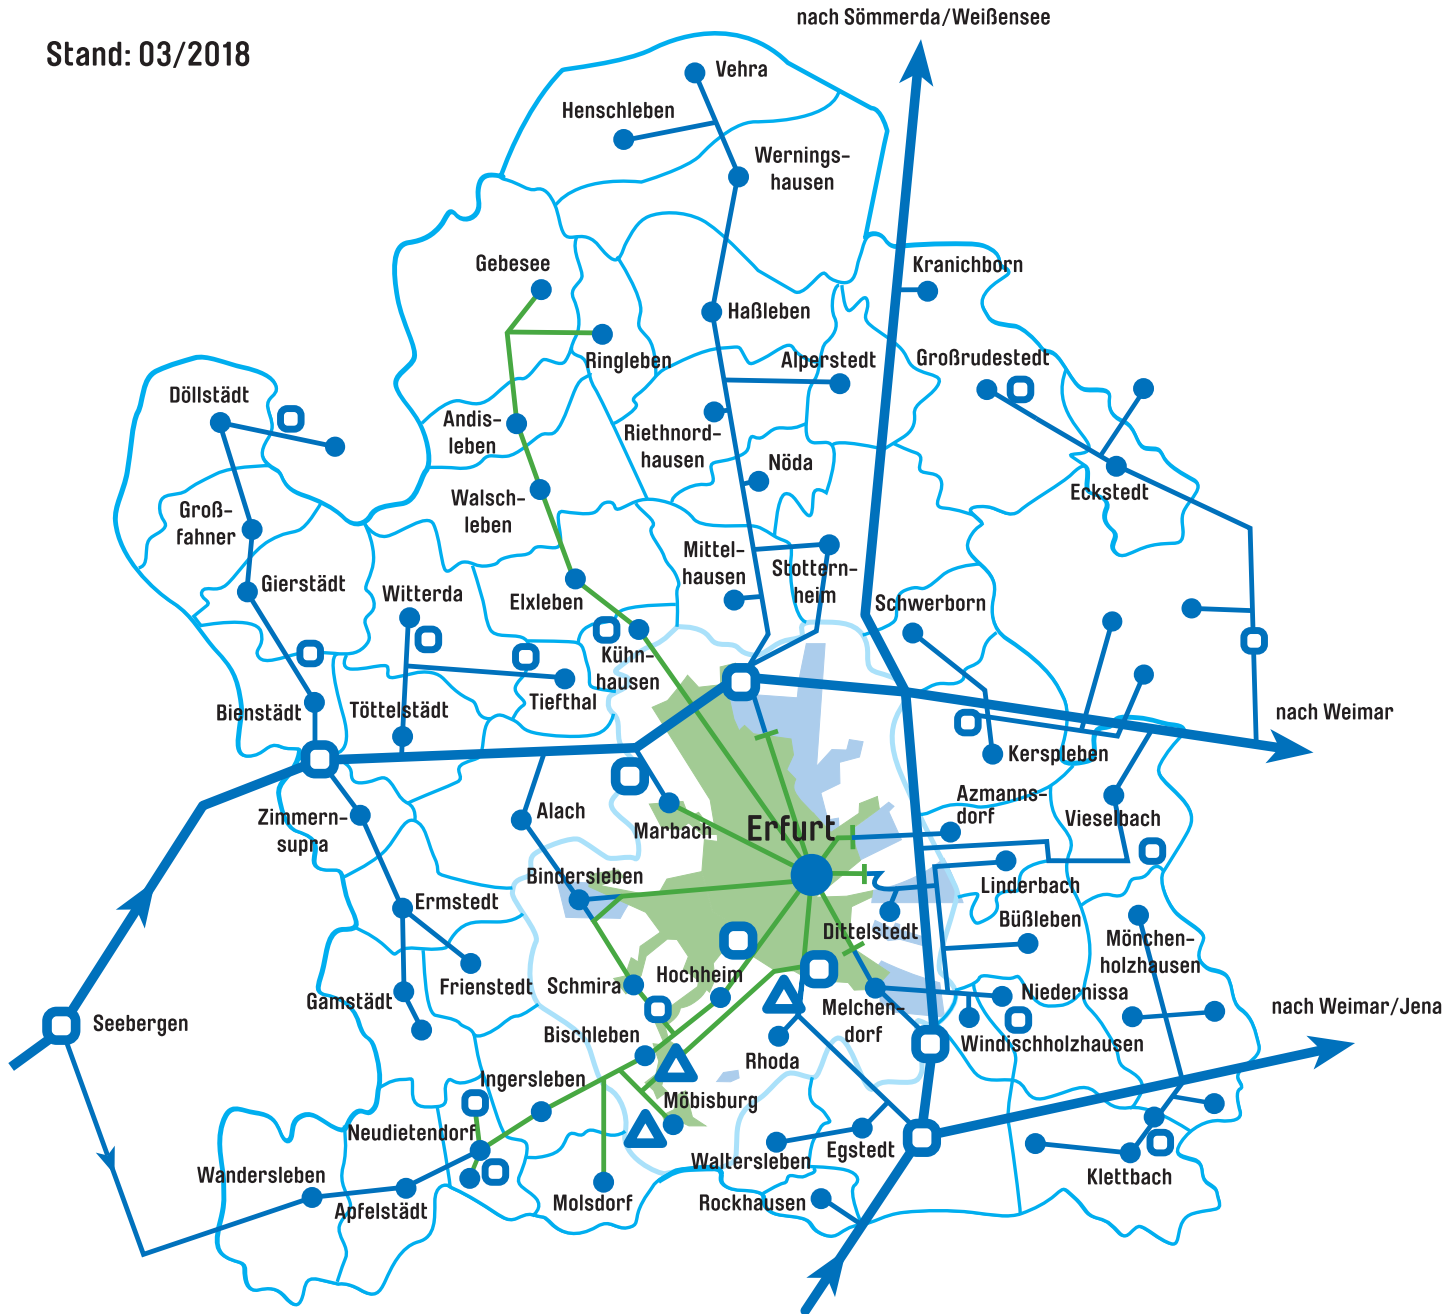 nach Sömmerda/Weißensee
Stand: 03/2018
Vehra
Henschleben
Wernings-
hausen
Gebesee
Kranichborn
Haßleben
Ringleben
Alperstedt
Großrudestedt
Döllstädt
Andis-
leben
Riethnord-
hausen
Nöda
Eckstedt
Walsch-
leben
Groß-
fahner
Mittel-
hausen
Stottern-
heim
Gierstädt
Witterda
Elxleben
Schwerborn
Kühn-
hausen
Tiefthal
Bienstädt
Töttelstädt
nach Weimar
Kerspleben
Zimmern-
supra
Alach
Marbach
Erfurt
Azmanns-
dorf
Vieselbach
Bindersleben
Linderbach
Ermstedt
Büßleben
Dittelstedt
Mönchen-
holzhausen
Frienstedt
Schmira
Hochheim
Gamstädt
Niedernissa
Melchen-
dorf
nach Weimar/Jena
Seebergen
Bischleben
Rhoda
Windischholzhausen
Ingersleben
Möbisburg
Neudietendorf
Waltersleben
Egstedt
Wandersleben
Klettbach
Apfelstädt
Molsdorf
Rockhausen